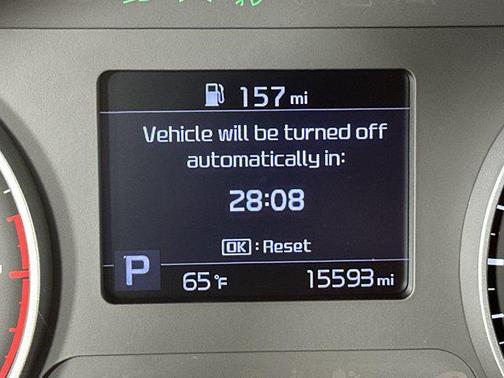 157 mi
Vehicle will be turned off
automatically in:
28:08
OK : Reset
P 65°F 15593 mi